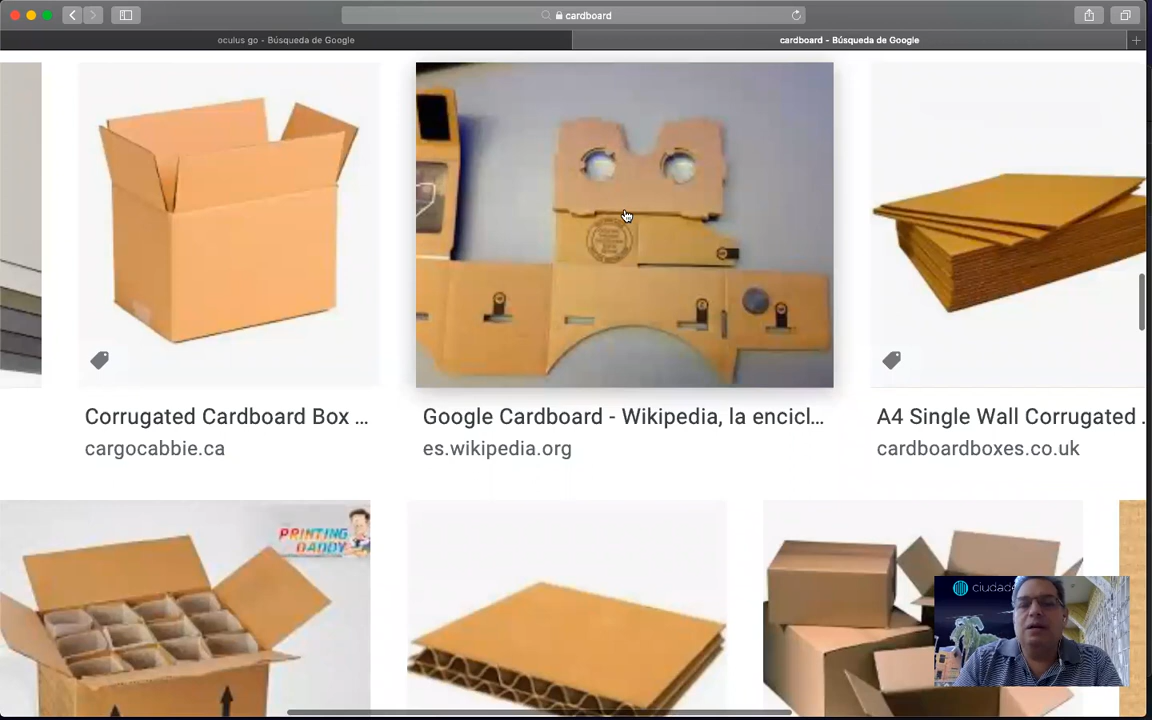 cardboard
oculus go - Búsqueda de Google
cardboard - Búsqueda de Google
Corrugated Cardboard Box ...
cargocabbie.ca
Google Cardboard - Wikipedia, la encicl...
es.wikipedia.org
A4 Single Wall Corrugated .
cardboardboxes.co.uk
PRINTING
DADDY